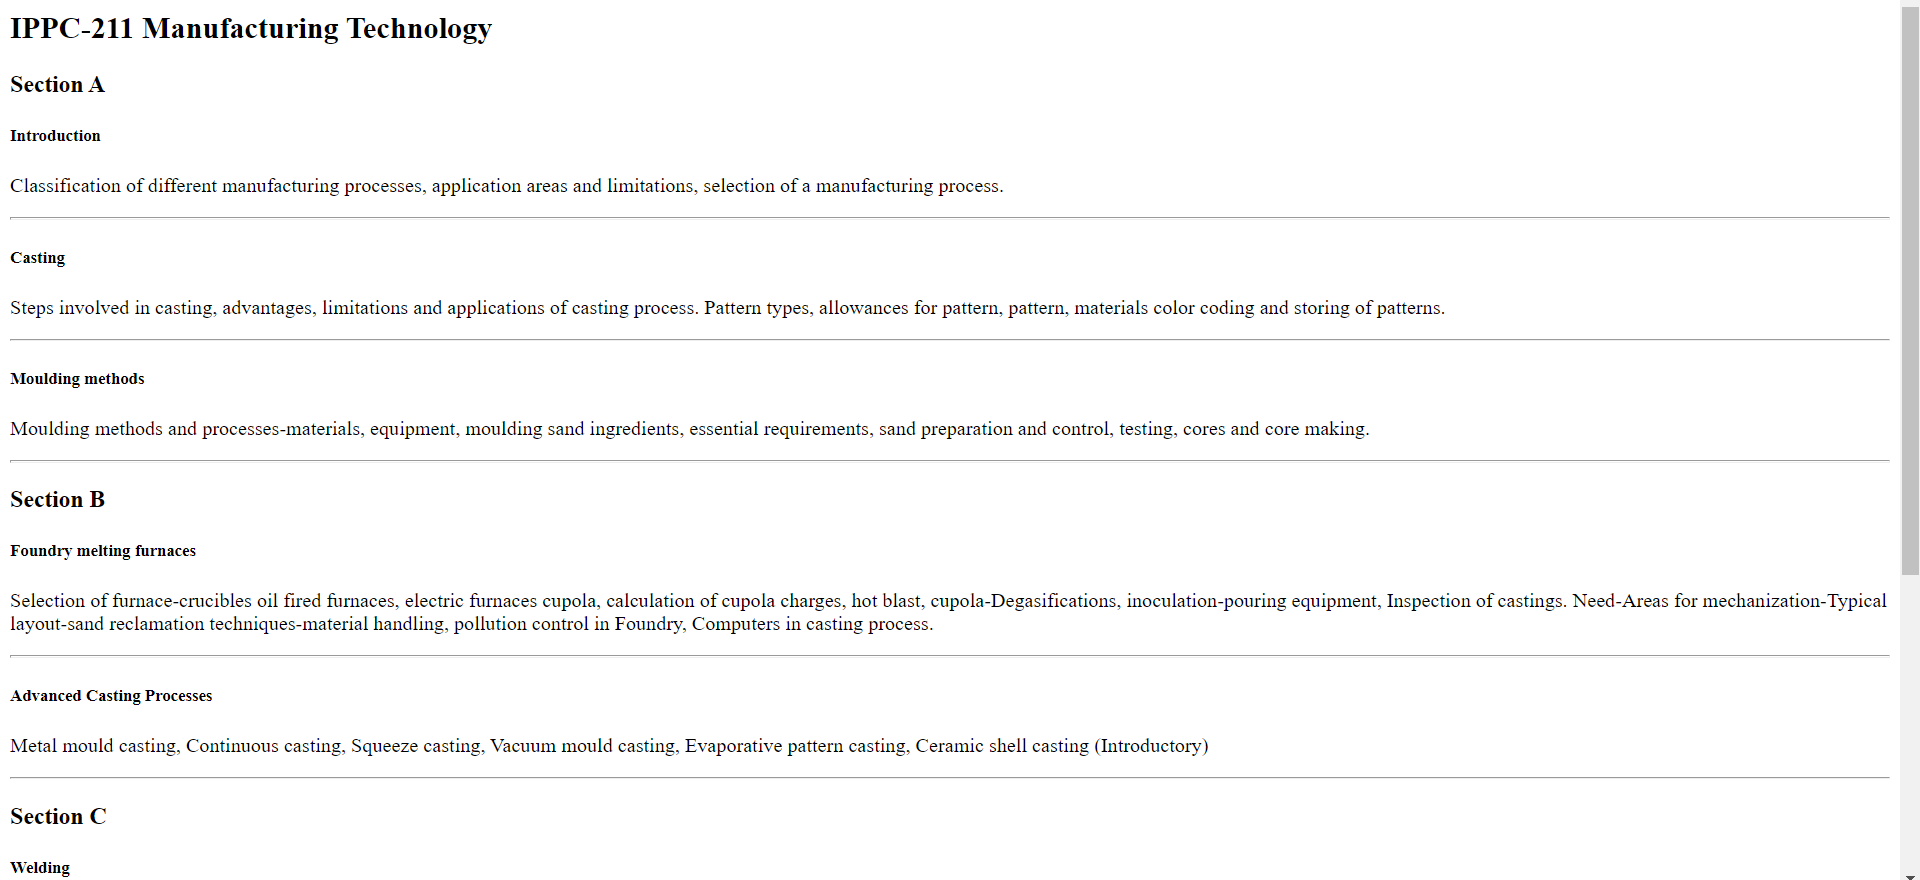 IPPC-211 Manufacturing Technology
Section A
Introduction
Classification of different manufacturing processes, application areas and limitations, selection of a manufacturing process.
Casting
Steps involved in casting, advantages, limitations and applications of casting process. Pattern types, allowances for pattern, pattern, materials color coding and storing of patterns.
Moulding methods
Moulding methods and processes-materials, equipment, moulding sand ingredients, essential requirements, sand preparation and control, testing, cores and core making.
Section B
Foundry melting furnaces
Selection of furnace-crucibles oil fired furnaces, electric furnaces cupola, calculation of cupola charges, hot blast, cupola-Degasifications, inoculation-pouring equipment, Inspection of castings. Need-Areas for mechanization-Typical
layout-sand reclamation techniques-material handling, pollution control in Foundry, Computers in casting process.
Advanced Casting Processes
Metal mould casting, Continuous casting, Squeeze casting, Vacuum mould casting, Evaporative pattern casting, Ceramic shell casting (Introductory)
Section C
Welding